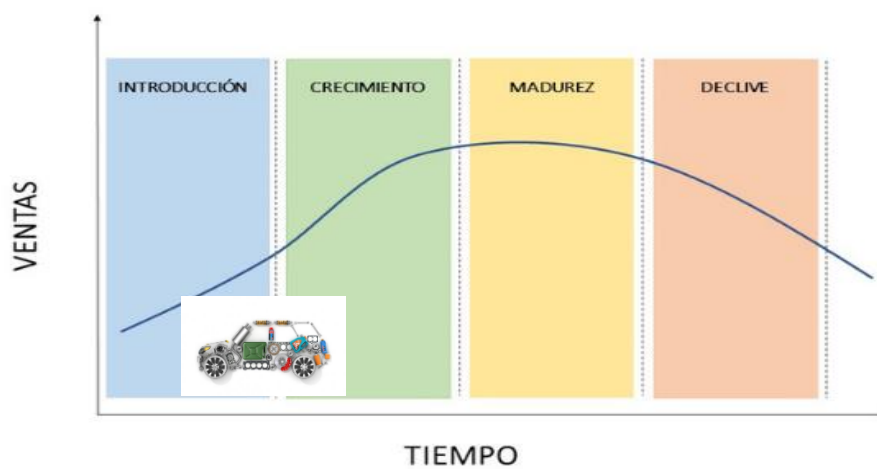 INTRODUCCIÓN
CRECIMIENTO
MADUREZ
DECLIVE
VENTAS
TIEMPO